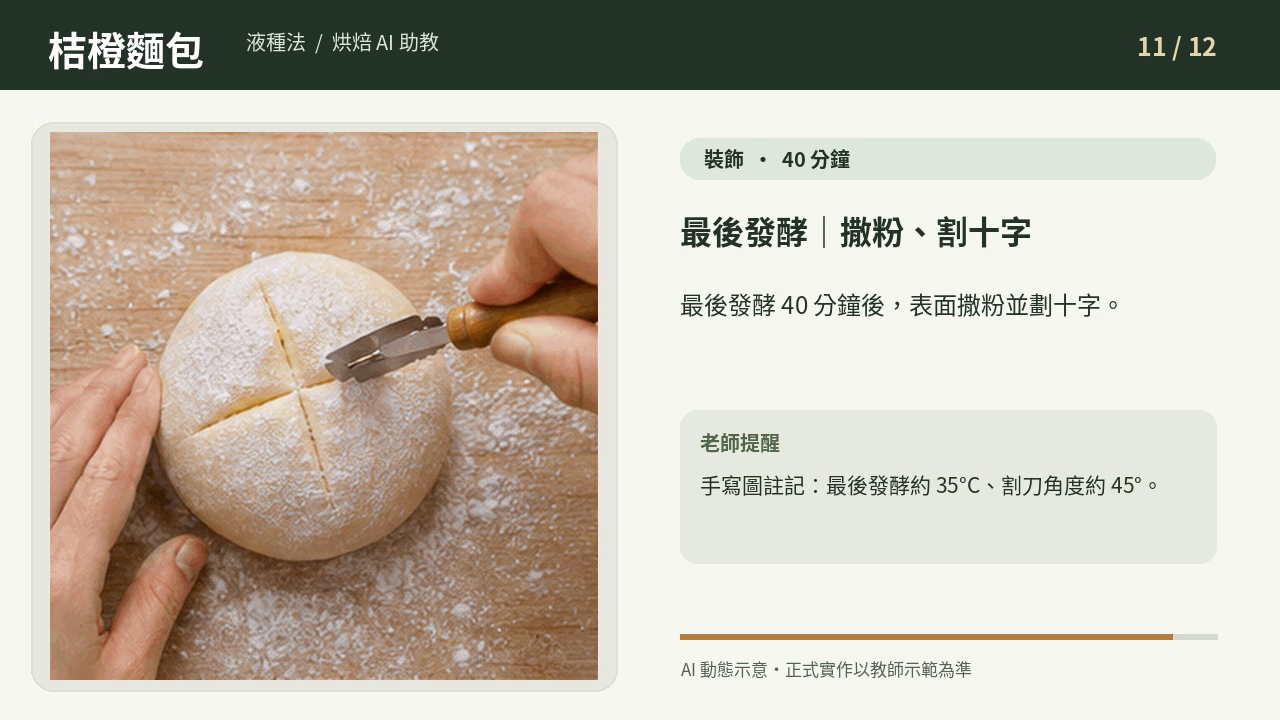 桔橙麵包
液種法 / 烘焙 AI 助教
11 / 12
裝飾 ・ 40 分鐘
最後發酵｜撒粉、割十字
最後發酵 40 分鐘後，表面撒粉並劃十字。
老師提醒
手寫圖註記：最後發酵約 35°C、割刀角度約 45°。
AI 動態示意・正式實作以教師示範為準